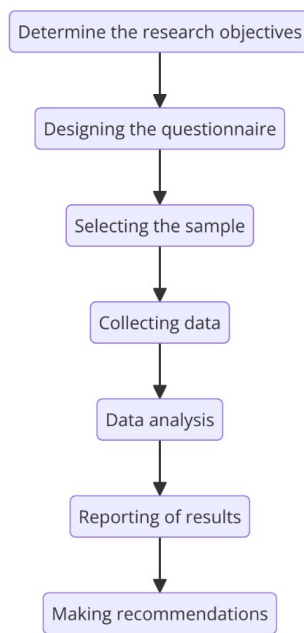 Determine the research objectives
Designing the questionnaire
Selecting the sample
Collecting data
Data analysis
Reporting of results
Making recommendations